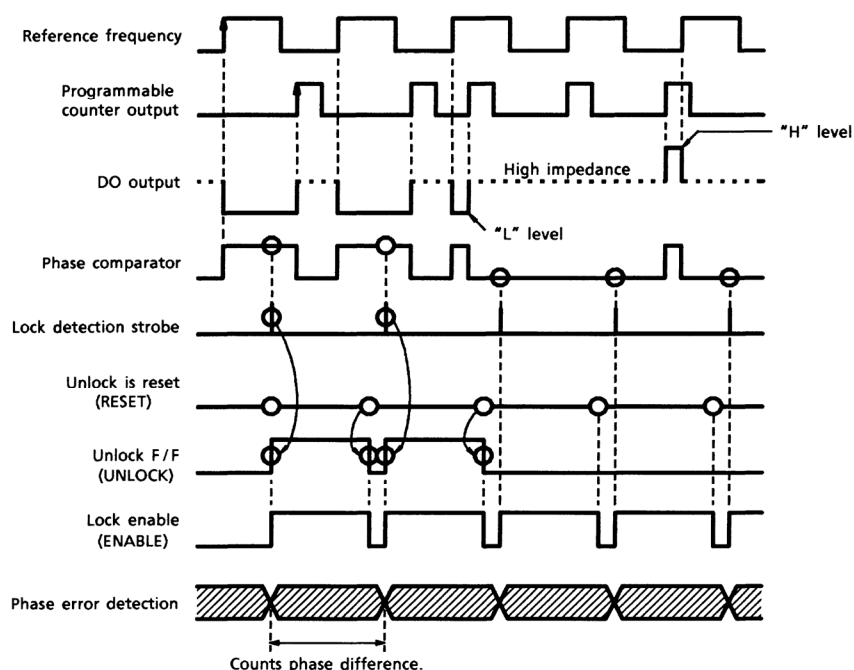 Reference frequency
Programmable
counter output
"H" level
DO output
High impedance
"L" level
Phase comparator
Lock detection strobe
Unlock is reset
(RESET)
Unlock F/F
(UNLOCK)
Lock enable
(ENABLE)
Phase error detection
Counts phase difference.